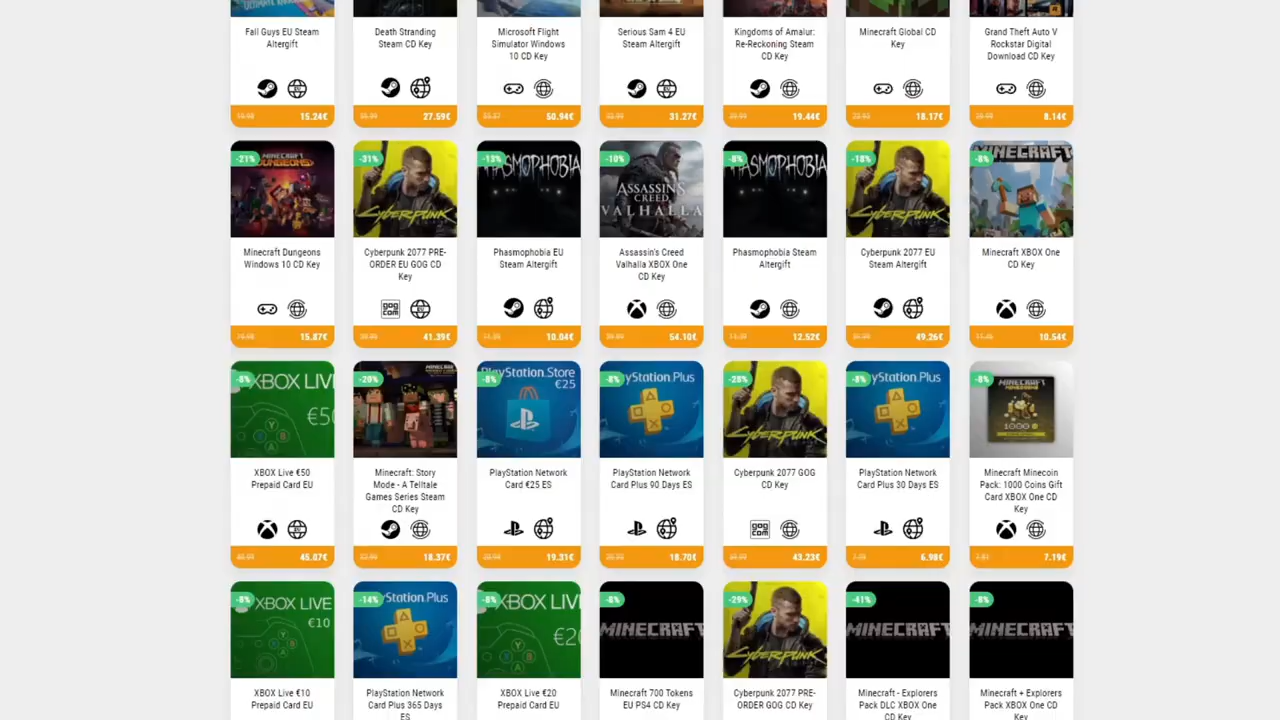 Fall Guys EU Steam
Altergift
Death Stranding
Steam CD Key
Microsoft Flight
Simulator Windows
10 CD Key
Serious Sam 4 EU
Steam Altergift
Kingdoms of Amalur:
Re-Reckoning Steam
CD Key
Minecraft Global CD
Key
Grand Theft Auto V
Rockstar Digital
Download CD Key
15.24€
27.59€
50.94€
31.27€
19.44€
18.17€
8.14€
-21%
MINECRAFT
DUNGEONS
-31%
CYBERPUNK
-13%
PHASMOPHOBIA
-10%
ASSASSIN'S
CREED
VALHALLA
-8%
PHASMOPHOBIA
-18%
CYBERPUNK
-8%
MINECRAFT
Minecraft Dungeons
Windows 10 CD Key
Cyberpunk 2077 PRE-
ORDER EU GOG CD
Key
Phasmophobia EU
Steam Altergift
Assassin's Creed
Valhalla XBOX One
CD Key
Phasmophobia Steam
Altergift
Cyberpunk 2077 EU
Steam Altergift
Minecraft XBOX One
CD Key
GOG
COM
15.87€
41.39€
10.04€
54.10€
12.52€
49.26€
10.54€
-8%
XBOX LIVE
€50
-20%
MINECRAFT
-8%
PlayStation Store
€25
-8%
PlayStation Plus
-28%
CYBERPUNK
-8%
PlayStation Plus
-8%
MINECRAFT
1000
XBOX Live €50
Prepaid Card EU
Minecraft: Story
Mode - A Telltale
Games Series Steam
CD Key
PlayStation Network
Card €25 ES
PlayStation Network
Card Plus 90 Days ES
Cyberpunk 2077 GOG
CD Key
PlayStation Network
Card Plus 30 Days ES
Minecraft Minecoin
Pack: 1000 Coins Gift
Card XBOX One CD
Key
GOG
COM
45.07€
18.37€
19.31€
18.70€
43.23€
6.98€
7.19€
-8%
XBOX LIVE
€10
-14%
PlayStation Plus
-8%
XBOX LIVE
€20
-8%
MINECRAFT
-29%
CYBERPUNK
-41%
MINECRAFT
-8%
MINECRAFT
XBOX Live €10
Prepaid Card EU
PlayStation Network
Card Plus 365 Days
ES
XBOX Live €20
Prepaid Card EU
Minecraft 700 Tokens
EU PS4 CD Key
Cyberpunk 2077 PRE-
ORDER GOG CD Key
Minecraft - Explorers
Pack DLC XBOX One
CD Key
Minecraft + Explorers
Pack XBOX One CD
Key